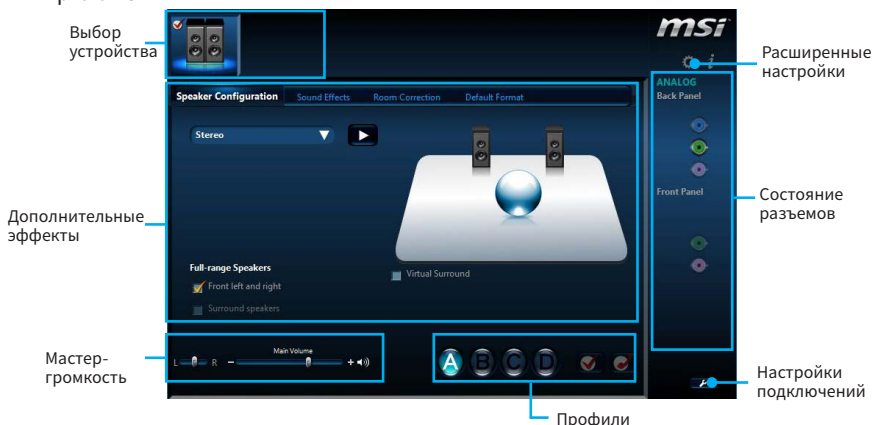 Выбор
устройства
msi
Расширенные
настройки
ANALOG
Back Panel
Speaker Configuration
Sound Effects
Room Correction
Default Format
Stereo
Front Panel
Состояние
разъемов
Дополнительные
эффекты
Full-range Speakers
Front left and right
Surround speakers
Virtual Surround
Мастер-
громкость
Main Volume
L R - +
A B C D
Настройки
подключений
Профили